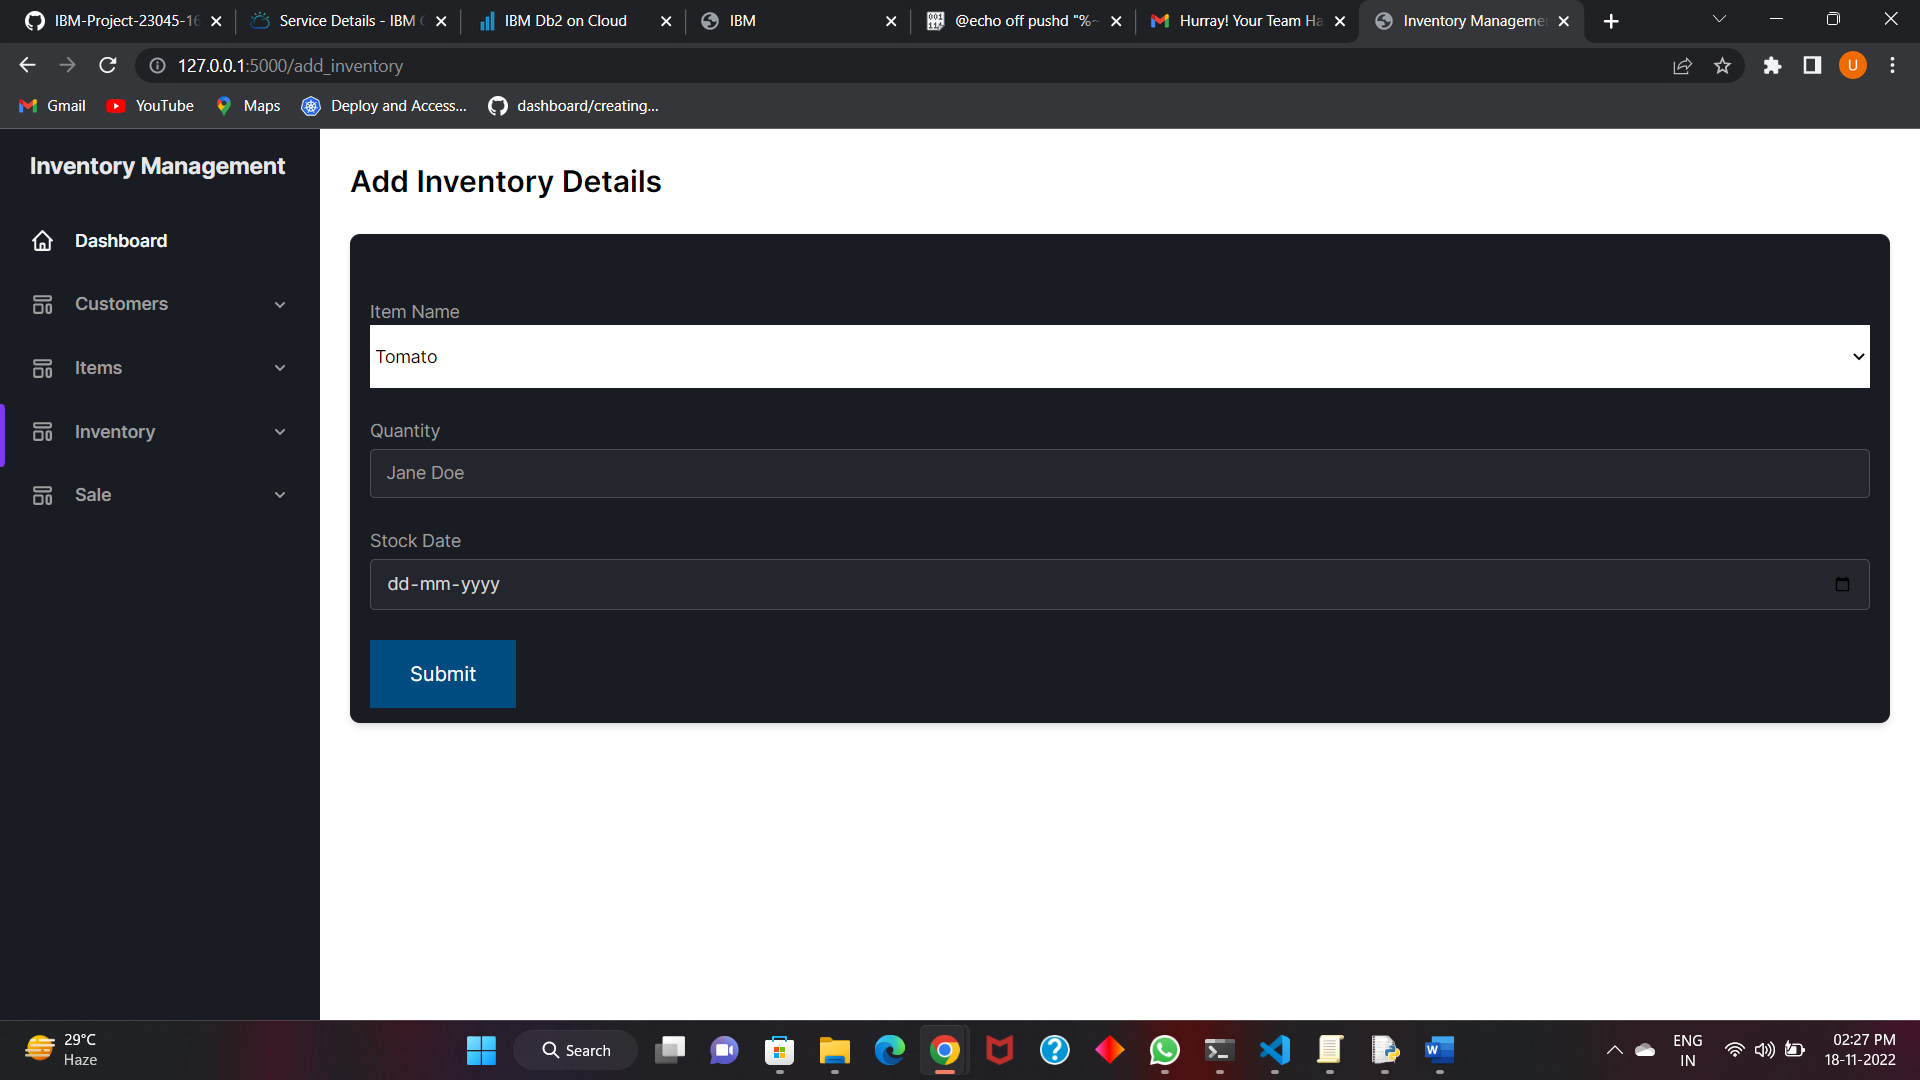 IBM-Project-23045-16
Service Details - IBM
IBM Db2 on Cloud
IBM
@echo off pushd "%~
Hurray! Your Team Ha
Inventory Manageme
127.0.0.1:5000/add_inventory
U
Gmail
YouTube
Maps
Deploy and Access...
dashboard/creating...
Inventory Management
Dashboard
Customers
Items
Inventory
Sale
Add Inventory Details
Item Name
Tomato
Quantity
Jane Doe
Stock Date
dd-mm-yyyy
Submit
29°C
Haze
Search
ENG
IN
02:27 PM
18-11-2022